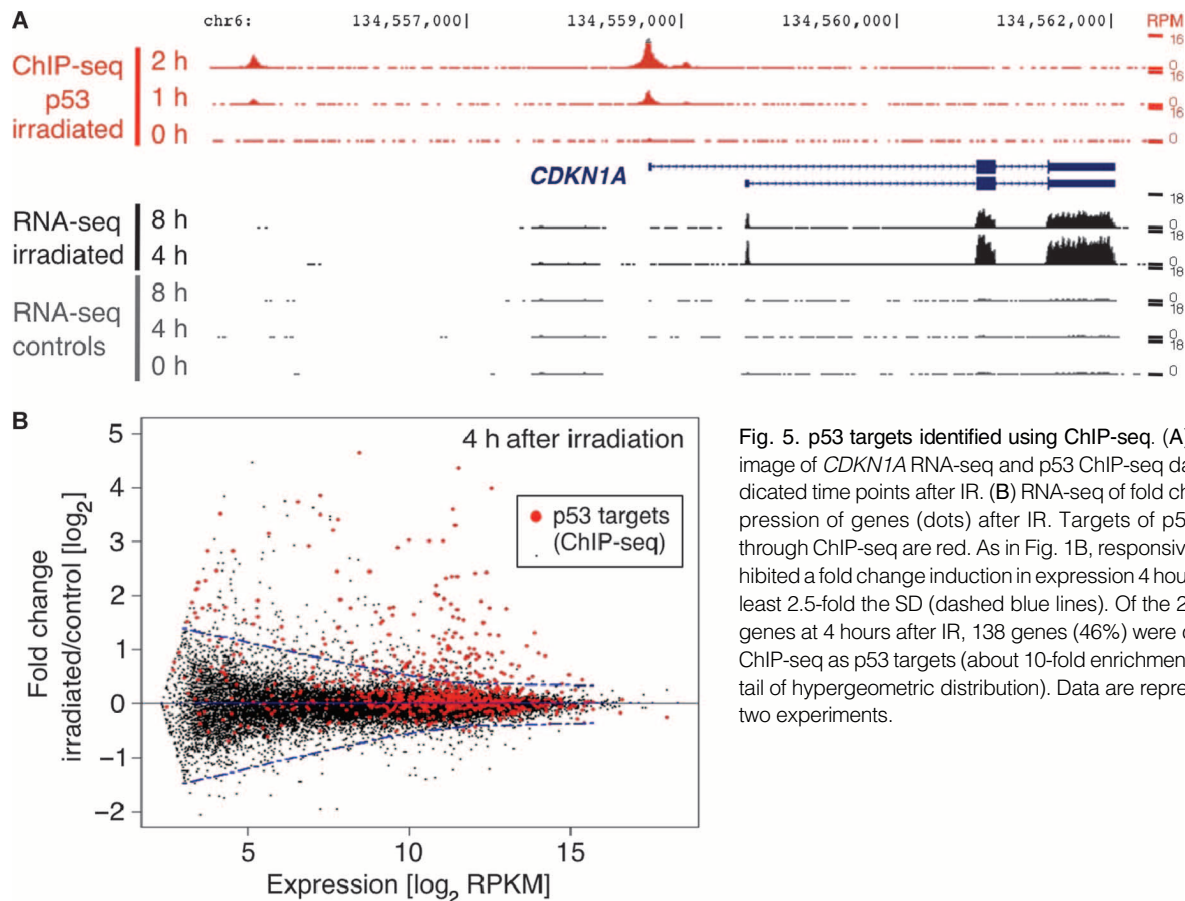 A
chr6: 134,557,000| 134,559,000| 134,560,000| 134,562,000| RPM
ChIP-seq
p53
irradiated
2 h
1 h
0 h
16
0
16
0
16
0
CDKN1A
RNA-seq
irradiated
8 h
4 h
RNA-seq
controls
8 h
4 h
0 h
18
0
18
0
18
0
18
0
18
0
B
4 h after irradiation
p53 targets
(ChIP-seq)
5
4
3
2
1
0
−1
−2
Fold change
irradiated/control [log2]
5 10 15
Expression [log2 RPKM]
Fig. 5. p53 targets identified using ChIP-seq. (A)
image of CDKN1A RNA-seq and p53 ChIP-seq da
dicated time points after IR. (B) RNA-seq of fold ch
pression of genes (dots) after IR. Targets of p5
through ChIP-seq are red. As in Fig. 1B, responsiv
hibited a fold change induction in expression 4 hou
least 2.5-fold the SD (dashed blue lines). Of the 2
genes at 4 hours after IR, 138 genes (46%) were c
ChIP-seq as p53 targets (about 10-fold enrichment
tail of hypergeometric distribution). Data are repre
two experiments.